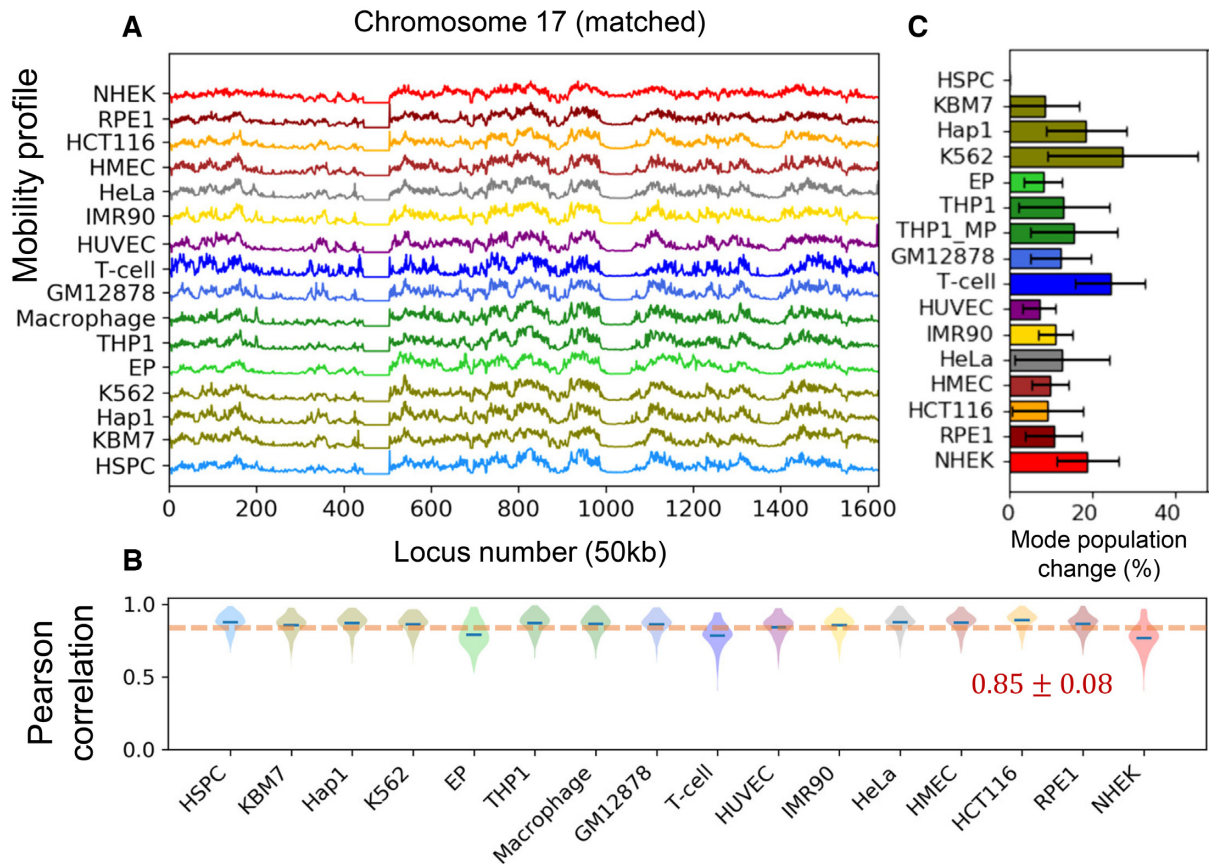 A
Chromosome 17 (matched)
Mobility profile
NHEK
RPE1
HCT116
HMEC
HeLa
IMR90
HUVEC
T-cell
GM12878
Macrophage
THP1
EP
K562
Hap1
KBM7
HSPC
0 200 400 600 800 1000 1200 1400 1600
Locus number (50kb)
C
HSPC
KBM7
Hap1
K562
EP
THP1
THP1_MP
GM12878
T-cell
HUVEC
IMR90
HeLa
HMEC
HCT116
RPE1
NHEK
0 20 40
Mode population
change (%)
B
Pearson
correlation
1.0
0.5
0.0
0.85 ± 0.08
HSPC
KBM7
Hap1
K562
EP
THP1
Macrophage
GM12878
T-cell
HUVEC
IMR90
HeLa
HMEC
HCT116
RPE1
NHEK